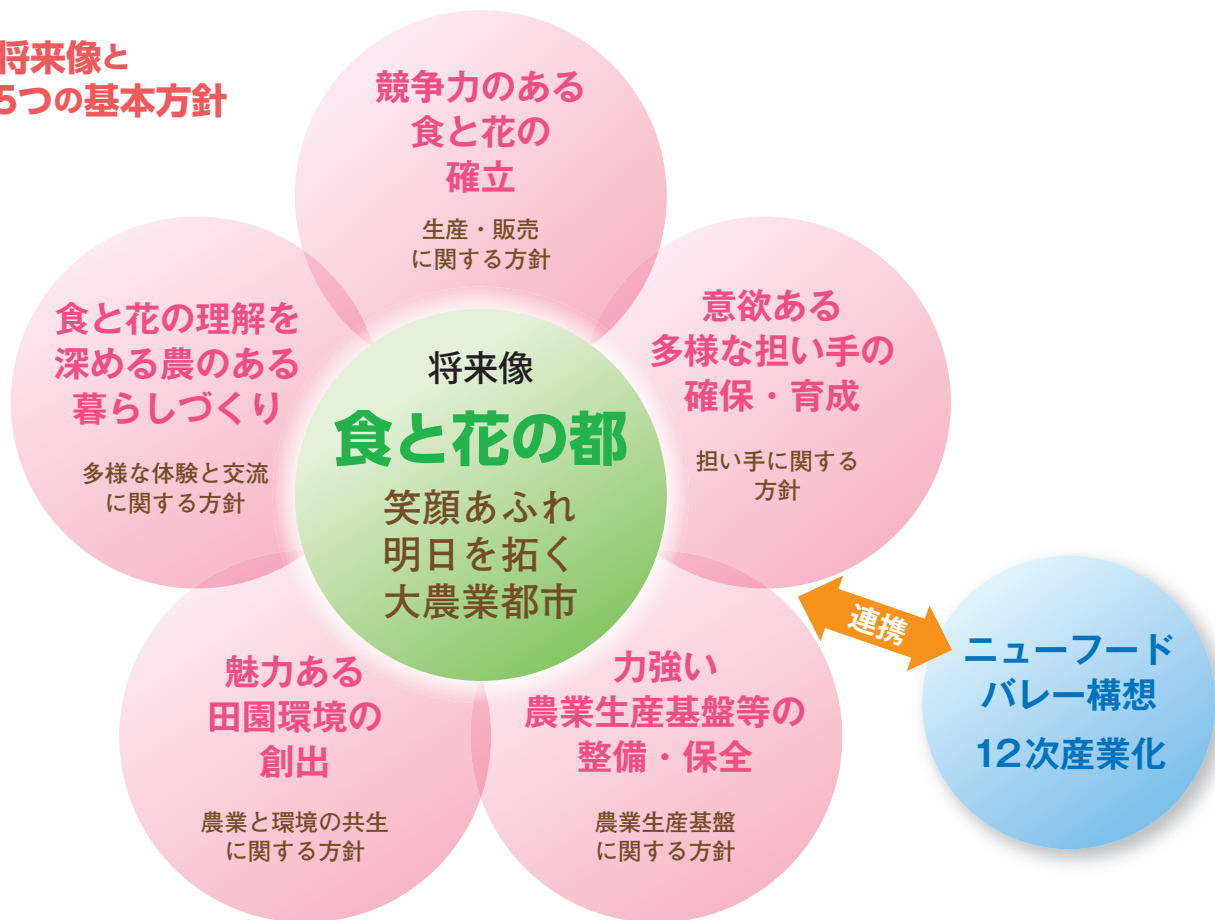 将来像と
5つの基本方針
競争力のある
食と花の
確立
生産・販売
に関する方針
食と花の理解を
深める農のある
暮らしづくり
多様な体験と交流
に関する方針
意欲ある
多様な担い手の
確保・育成
担い手に関する
方針
将来像
食と花の都
笑顔あふれ
明日を拓く
大農業都市
魅力ある
田園環境の
創出
農業と環境の共生
に関する方針
力強い
農業生産基盤等の
整備・保全
農業生産基盤
に関する方針
連携
ニューフード
バレー構想
12次産業化